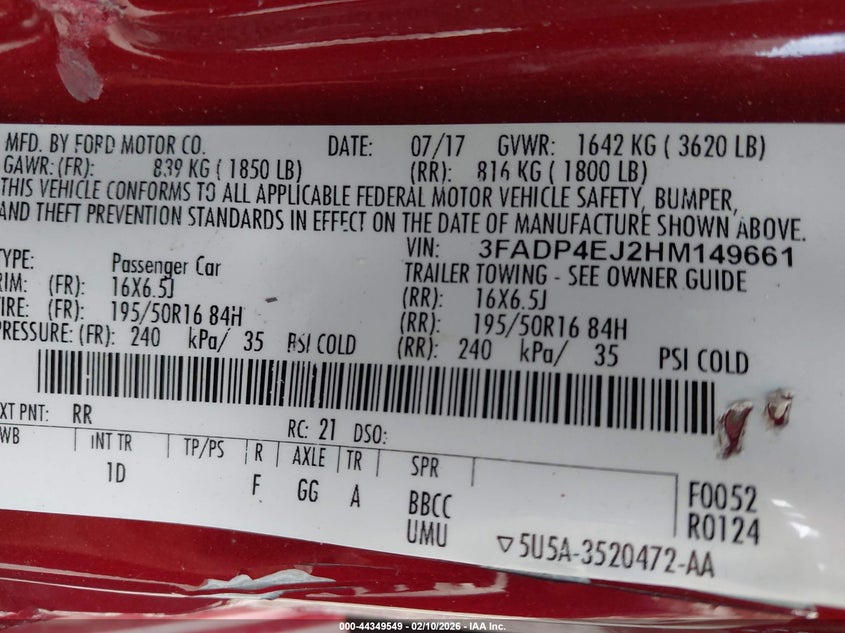 MFD. BY FORD MOTOR CO. DATE: 07/17 GVWR: 1642 KG ( 3620 LB)
GAWR: (FR): 839 KG ( 1850 LB) (RR): 816 KG ( 1800 LB)
THIS VEHICLE CONFORMS TO ALL APPLICABLE FEDERAL MOTOR VEHICLE SAFETY, BUMPER,
AND THEFT PREVENTION STANDARDS IN EFFECT ON THE DATE OF MANUFACTURE SHOWN ABOVE.
VIN: 3FADP4EJ2HM149661
TYPE: Passenger Car TRAILER TOWING - SEE OWNER GUIDE
RIM: (FR): 16X6.5J (RR): 16X6.5J
TIRE: (FR): 195/50R16 84H (RR): 195/50R16 84H
PRESSURE: (FR): 240 kPa/ 35 PSI COLD (RR): 240 kPa/ 35 PSI COLD
XT PNT: RR RC: 21 DSO:
WB INT TR TP/PS R AXLE TR SPR
1D F GG A BBCC F0052
UMU R0124
5U5A-3520472-AA
000-44349549 - 02/10/2026 - IAA Inc.